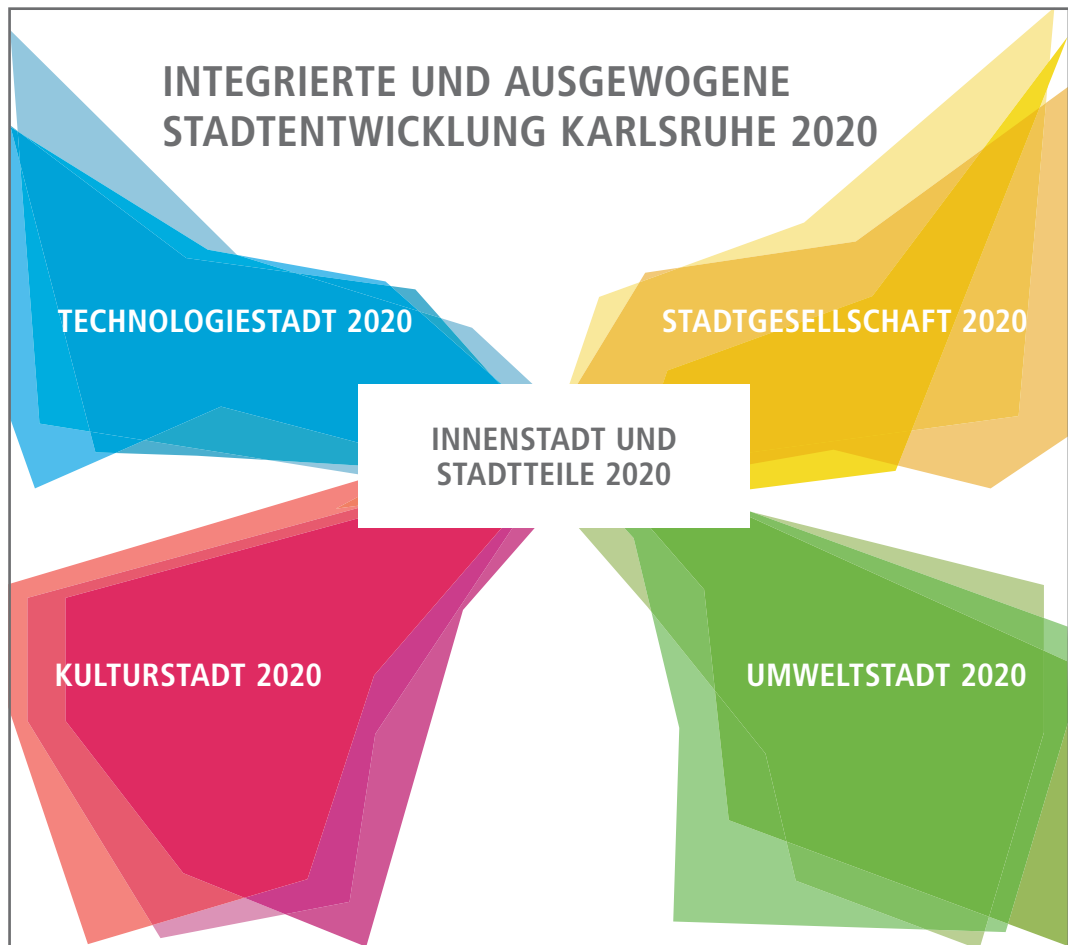 INTEGRIERTE UND AUSGEWOGENE
STADTENTWICKLUNG KARLSRUHE 2020
TECHNOLOGIESTADT 2020
STADTGESELLSCHAFT 2020
INNENSTADT UND
STADTTEILE 2020
KULTURSTADT 2020
UMWELTSTADT 2020